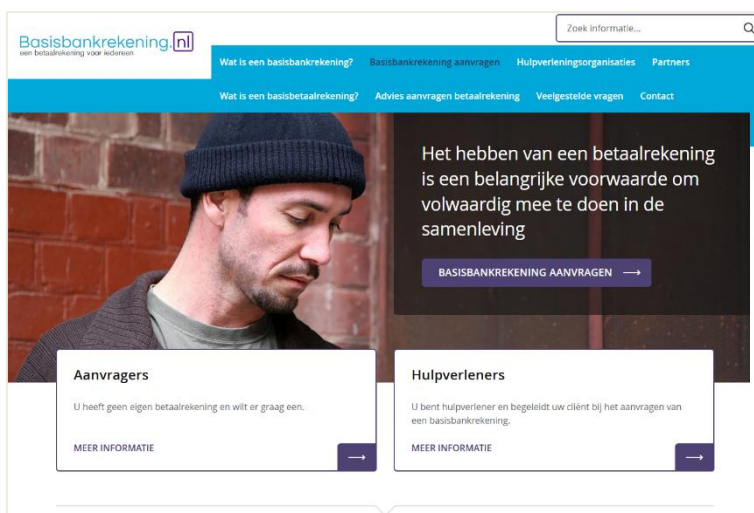 Zoek informatie...
Basisbankrekening.nl
een betaalrekening voor iedereen
Wat is een basisbankrekening? Basisbankrekening aanvragen Hulpverleningsorganisaties Partners
Wat is een basisbetaalrekening? Advies aanvragen betaalrekening Veelgestelde vragen Contact
Het hebben van een betaalrekening
is een belangrijke voorwaarde om
volwaardig mee te doen in de
samenleving
BASISBANKREKENING AANVRAGEN
Aanvragers
U heeft geen eigen betaalrekening en wilt er graag een.
MEER INFORMATIE
Hulpverleners
U bent hulpverlener en begeleidt uw cliënt bij het aanvragen van
een basisbankrekening.
MEER INFORMATIE